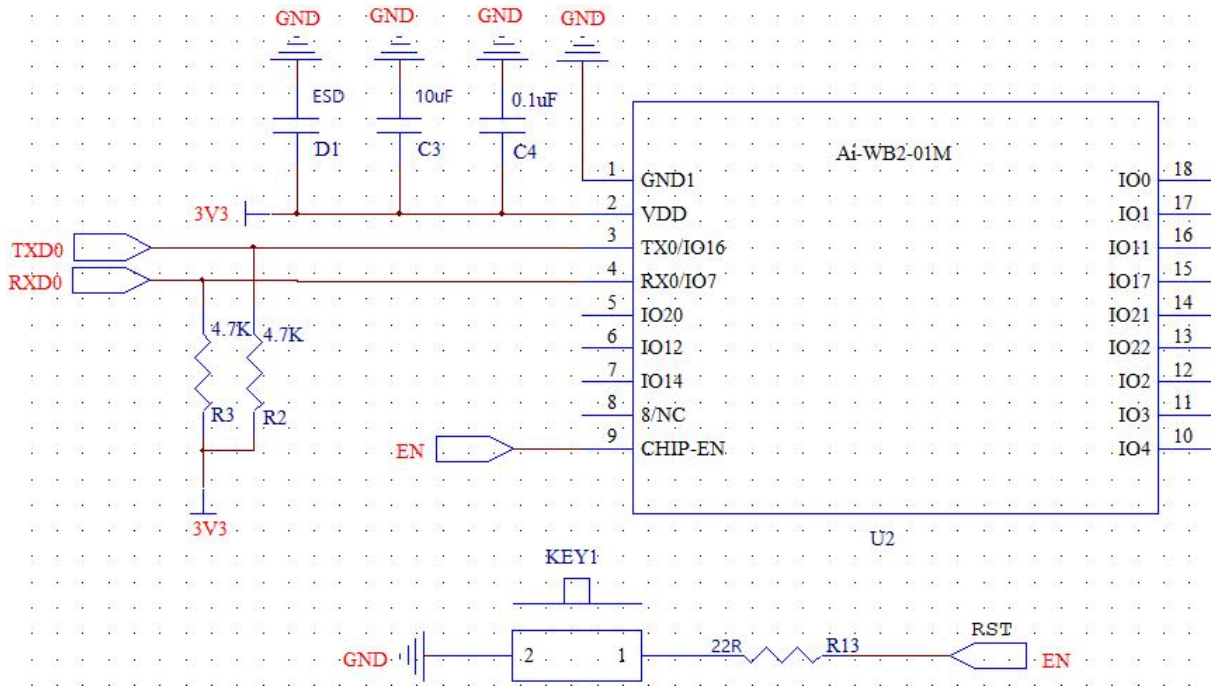 GND GND GND GND
ESD 10uF 0.1uF
D1 C3 C4
Ai-WB2-01M
1 GND1 IO0 18
3V3 2 VDD IO1 17
TXD0 3 TX0/IO16 IO11 16
RXD0 4 RX0/IO7 IO17 15
5 IO20 IO21 14
4.7K 4.7K 6 IO12 IO22 13
7 IO14 IO2 12
R3 R2 8 8/NC IO3 11
EN 9 CHIP-EN IO4 10
3V3
U2
KEY1
RST
GND 2 1 22R R13 EN